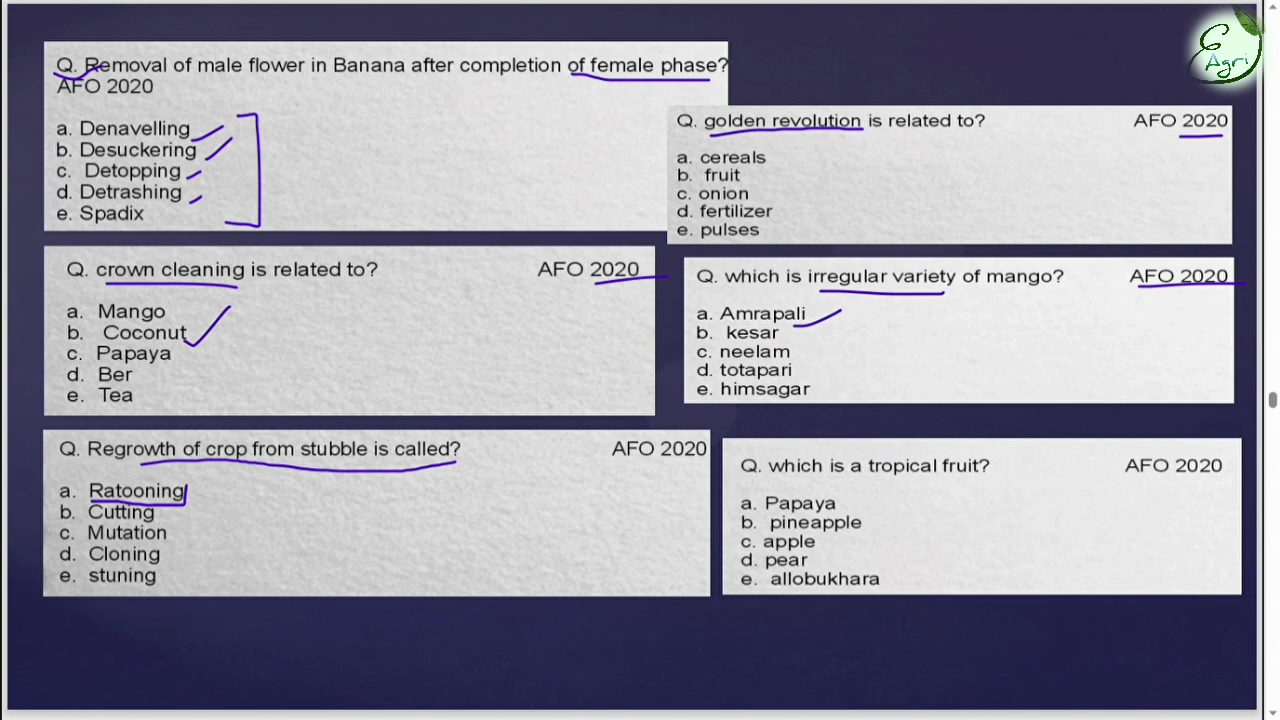 E
Agri
Q. Removal of male flower in Banana after completion of female phase?
AFO 2020
a. Denavelling
b. Desuckering
c. Detopping
d. Detrashing
e. Spadix
Q. golden revolution is related to? AFO 2020
a. cereals
b. fruit
c. onion
d. fertilizer
e. pulses
Q. crown cleaning is related to? AFO 2020
a. Mango
b. Coconut
c. Papaya
d. Ber
e. Tea
Q. which is irregular variety of mango? AFO 2020
a. Amrapali
b. kesar
c. neelam
d. totapari
e. himsagar
Q. Regrowth of crop from stubble is called? AFO 2020
a. Ratooning
b. Cutting
c. Mutation
d. Cloning
e. stuning
Q. which is a tropical fruit? AFO 2020
a. Papaya
b. pineapple
c. apple
d. pear
e. allobukhara